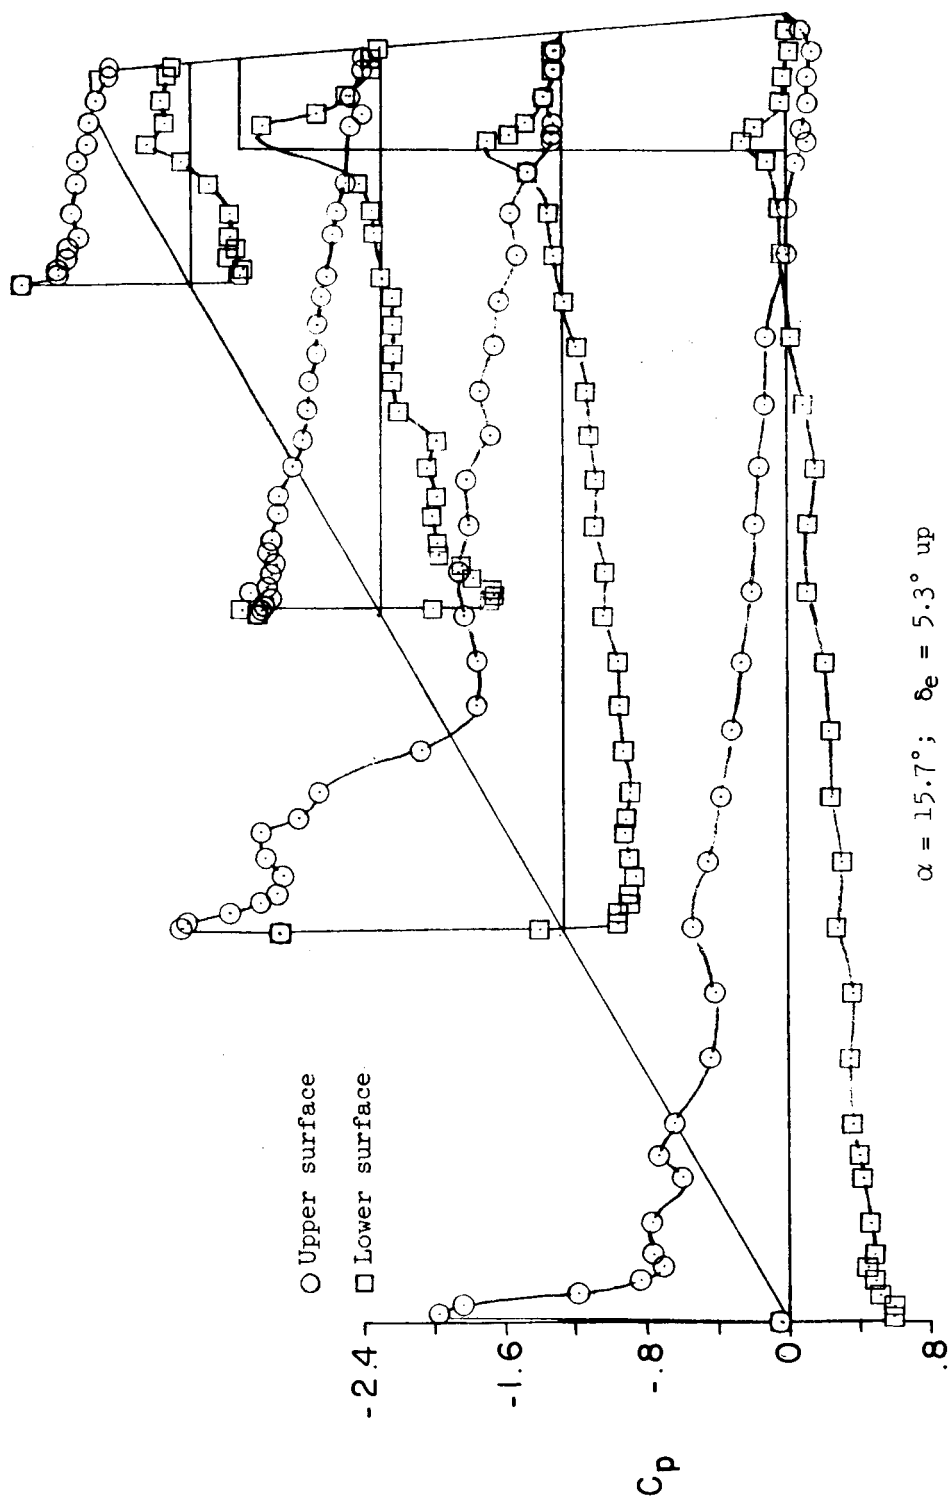 ○ Upper surface
□ Lower surface
-2.4
-1.6
-.8
0
.8
Cp
α = 15.7°; δe = 5.3° up